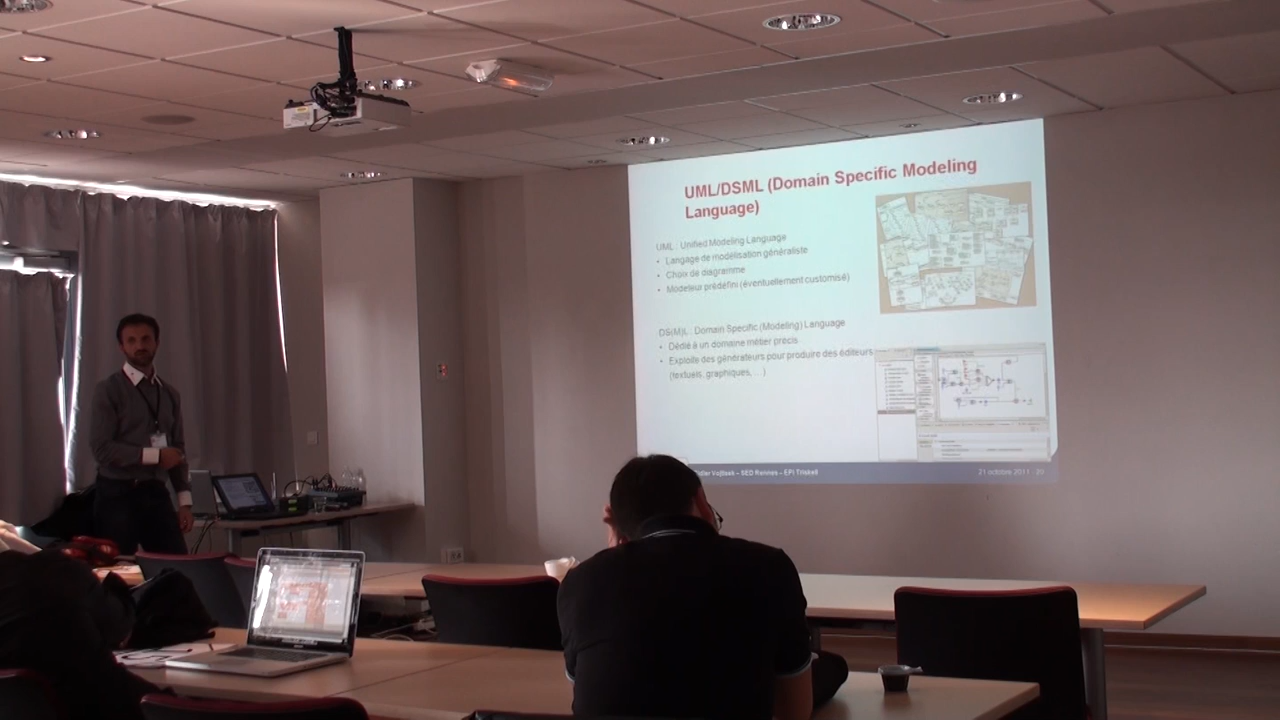 UML/DSML (Domain Specific Modeling
Language)
UML : Unified Modeling Language
• Langage de modélisation généraliste
• Choix de diagramme
• Modeleur prédéfini (éventuellement customisé)
DS(M)L : Domain Specific (Modeling) Language
• Dédié à un domaine métier précis
• Exploite des générateurs pour produire des éditeurs
(textuels, graphiques, …)
– SED Rennes – EPI Triskell
21 octobre 2011